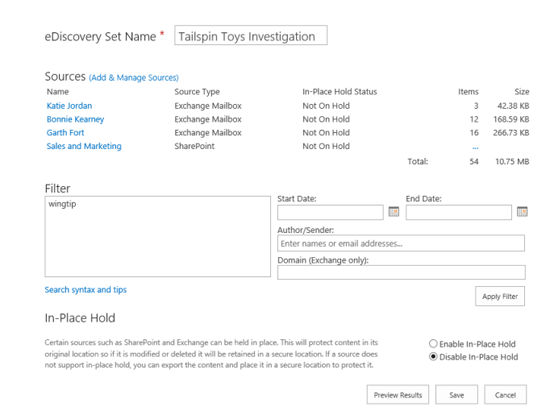 eDiscovery Set Name * Tailspin Toys Investigation
Sources (Add & Manage Sources)
Name Source Type In-Place Hold Status Items Size
Katie Jordan Exchange Mailbox Not On Hold 3 42.38 KB
Bonnie Kearney Exchange Mailbox Not On Hold 12 168.59 KB
Garth Fort Exchange Mailbox Not On Hold 16 266.73 KB
Sales and Marketing SharePoint Not On Hold ...
Total: 54 10.75 MB
Filter
wingtip
Start Date: End Date:
Author/Sender:
Enter names or email addresses...
Domain (Exchange only):
Search syntax and tips
Apply Filter
In-Place Hold
Certain sources such as SharePoint and Exchange can be held in place. This will protect content in its
original location so if it is modified or deleted it will be retained in a secure location. If a source does
not support in-place hold, you can export the content and place it in a secure location to protect it.
Enable In-Place Hold
Disable In-Place Hold
Preview Results Save Cancel